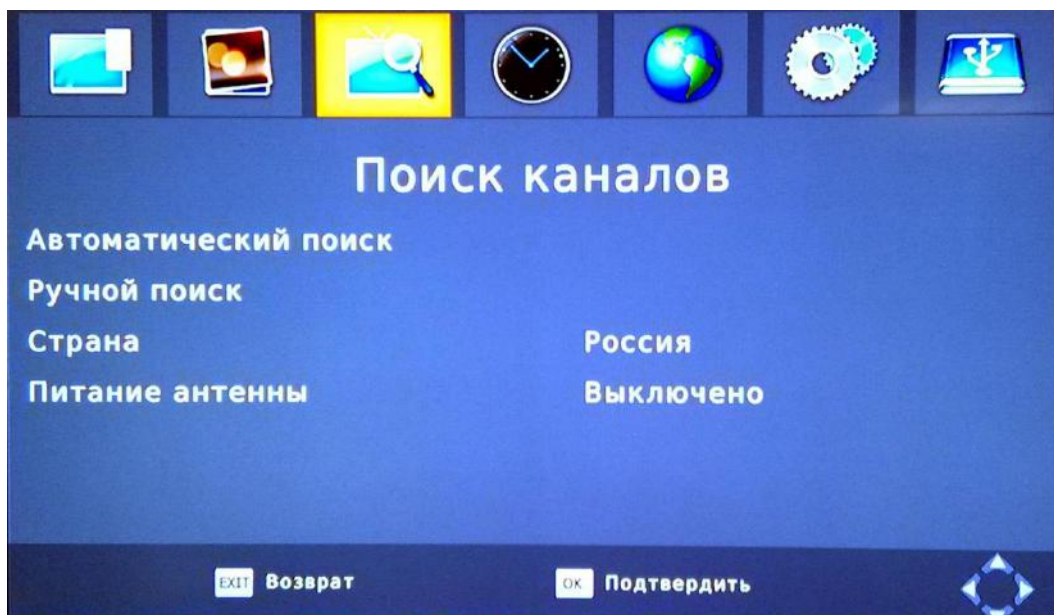 Поиск каналов
Автоматический поиск
Ручной поиск
Страна Россия
Питание антенны Выключено
EXIT Возврат OK Подтвердить